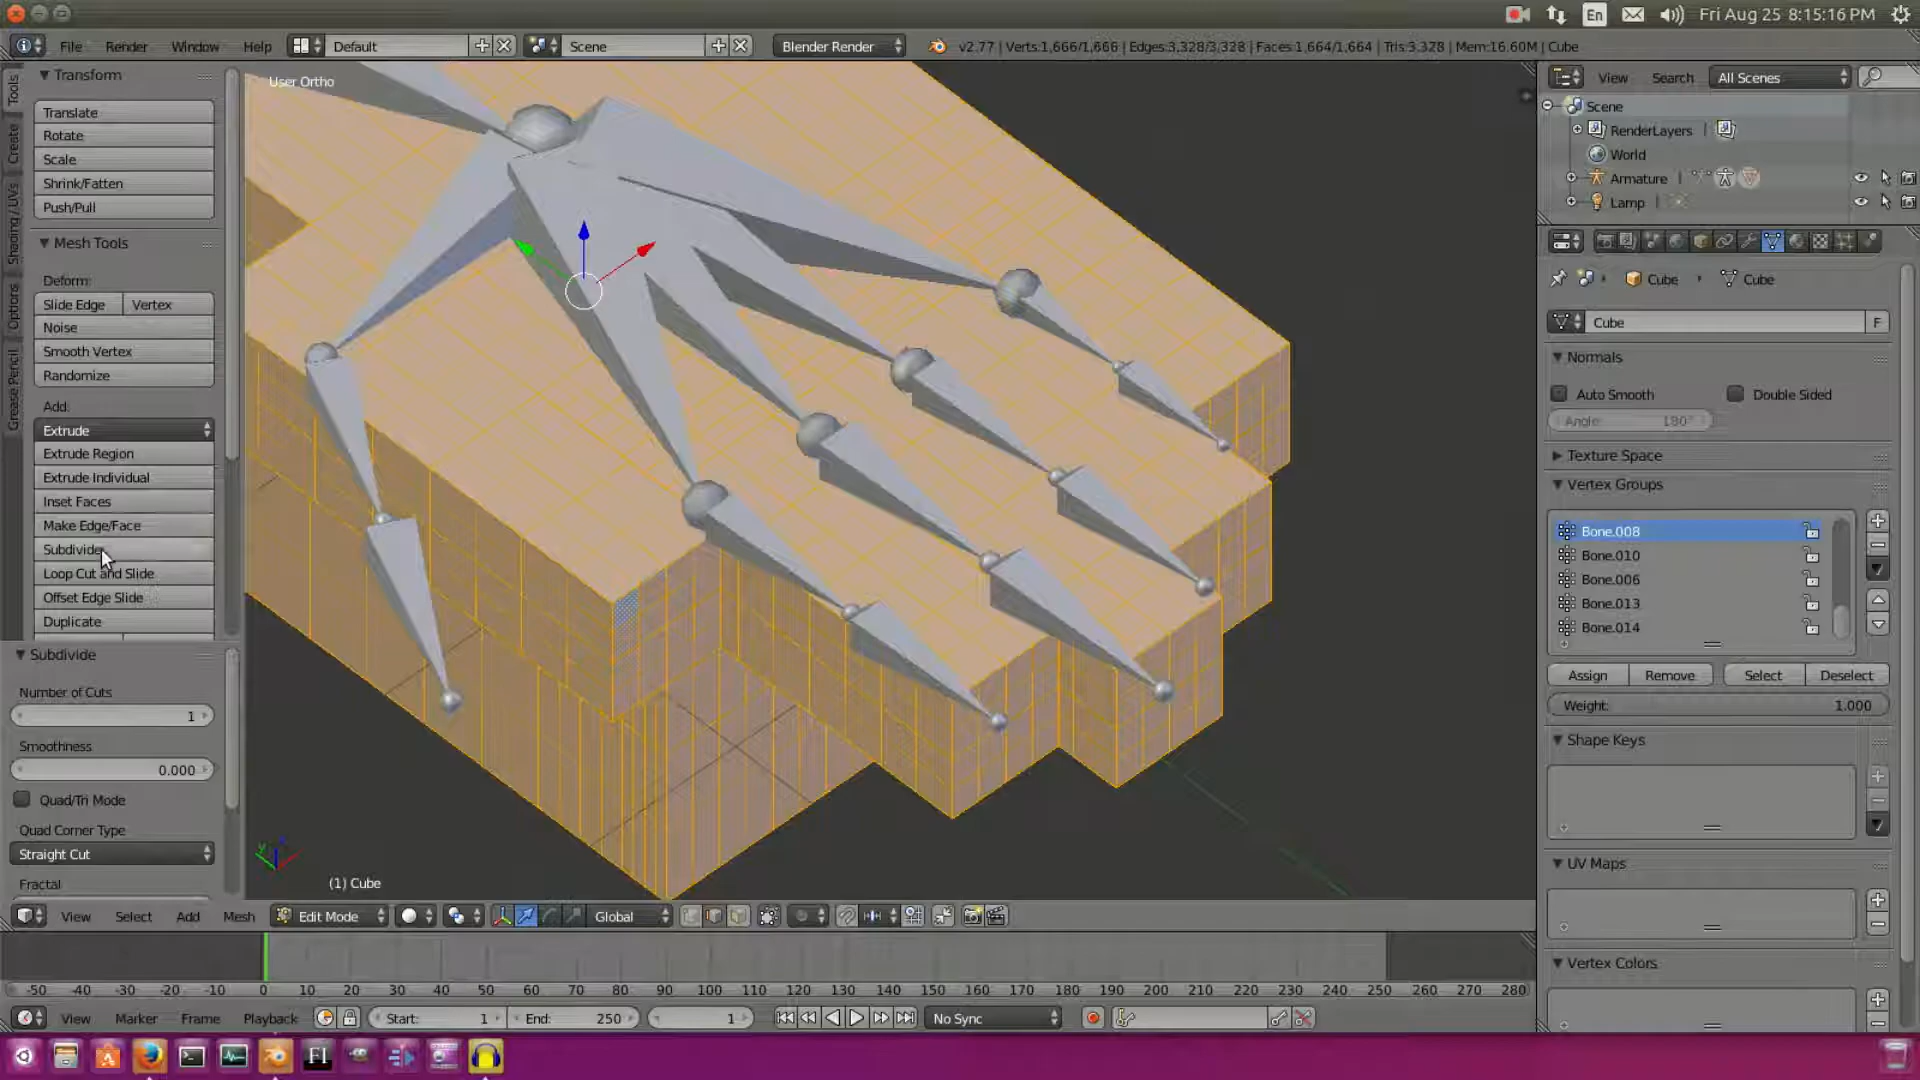 En Fri Aug 25 8:15:16 PM
File Render Window Help Default Scene Blender Render v2.77 | Verts:1,666/1,666 | Edges:3,328/3,328 | Faces:1,664/1,664 | Tris:3,328 | Mem:16.60M | Cube
Tools
Create
Shading / UVs
Options
Grease Pencil
Transform
Translate
Rotate
Scale
Shrink/Fatten
Push/Pull
Mesh Tools
Deform:
Slide Edge Vertex
Noise
Smooth Vertex
Randomize
Add:
Extrude
Extrude Region
Extrude Individual
Inset Faces
Make Edge/Face
Subdivide
Loop Cut and Slide
Offset Edge Slide
Duplicate
Subdivide
Number of Cuts
1
Smoothness
0.000
Quad/Tri Mode
Quad Corner Type
Straight Cut
Fractal
User Ortho
(1) Cube
View Select Add Mesh Edit Mode Global
-50 -40 -30 -20 -10 0 10 20 30 40 50 60 70 80 90 100 110 120 130 140 150 160 170 180 190 200 210 220 230 240 250 260 270 280
View Marker Frame Playback Start: 1 End: 250 1 No Sync
View Search All Scenes
Scene
RenderLayers |
World
Armature |
Lamp |
Cube Cube
Cube F
Normals
Auto Smooth Double Sided
Angle: 180°
Texture Space
Vertex Groups
Bone.008
Bone.010
Bone.006
Bone.013
Bone.014
Assign Remove Select Deselect
Weight: 1.000
Shape Keys
UV Maps
Vertex Colors